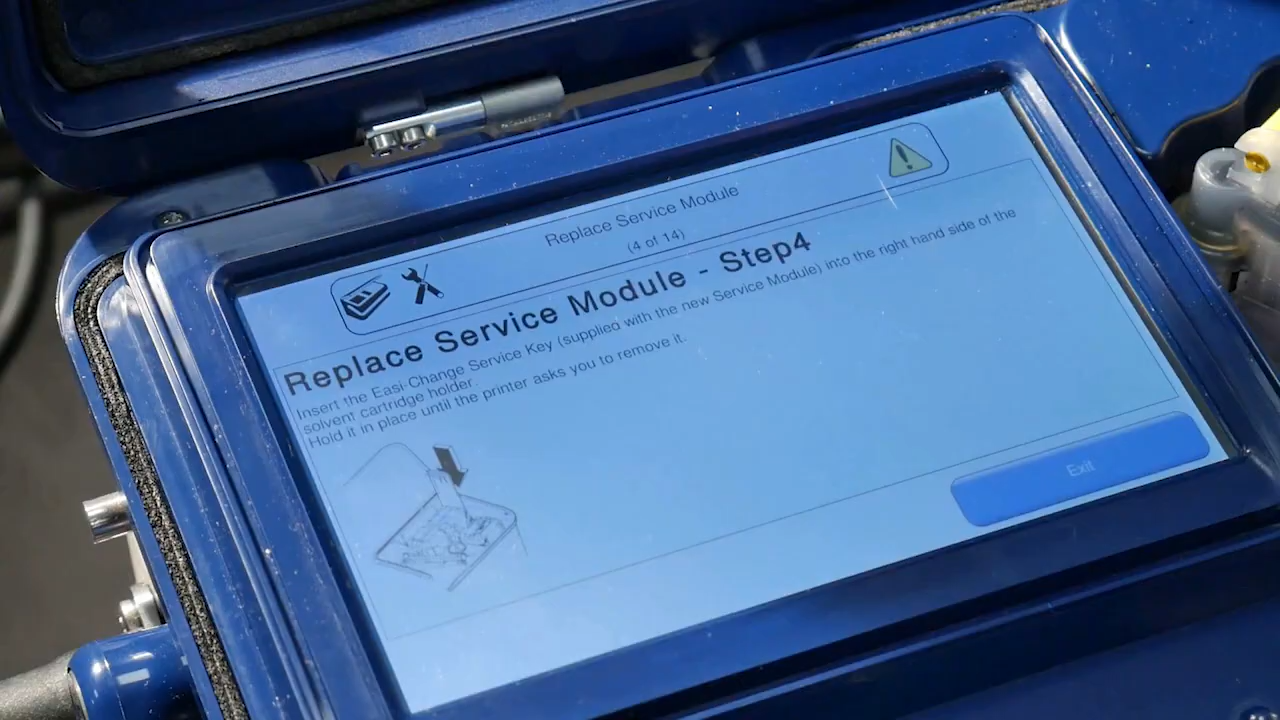 Replace Service Module
(4 of 14)
Replace Service Module - Step4
Insert the Easi-Change Service Key (supplied with the new Service Module) into the right hand side of the
solvent cartridge holder.
Hold it in place until the printer asks you to remove it.
Exit